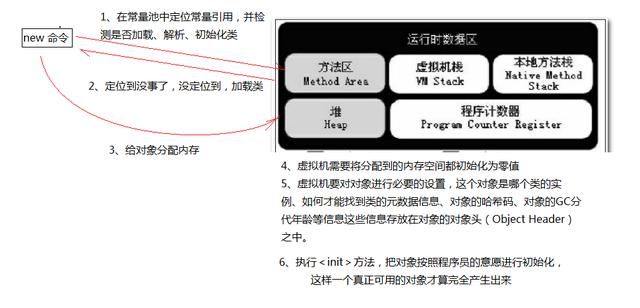 1、在常量池中定位常量引用，并检
测是否加载、解析、初始化类
new 命令
2、定位到没事了，没定位到，加载类
3、给对象分配内存
运行时数据区
方法区
Method Area
虚拟机栈
VM Stack
本地方法栈
Native Method
Stack
堆
Heap
程序计数器
Program Counter Register
4、虚拟机需要将分配到的内存空间都初始化为零值
5、虚拟机要对对象进行必要的设置，这个对象是哪个类的实
例、如何才能找到类的元数据信息、对象的哈希码、对象的GC分
代年龄等信息这些信息存放在对象的对象头（Object Header）
之中。
6、执行＜init＞方法，把对象按照程序员的意愿进行初始化，
这样一个真正可用的对象才算完全产生出来